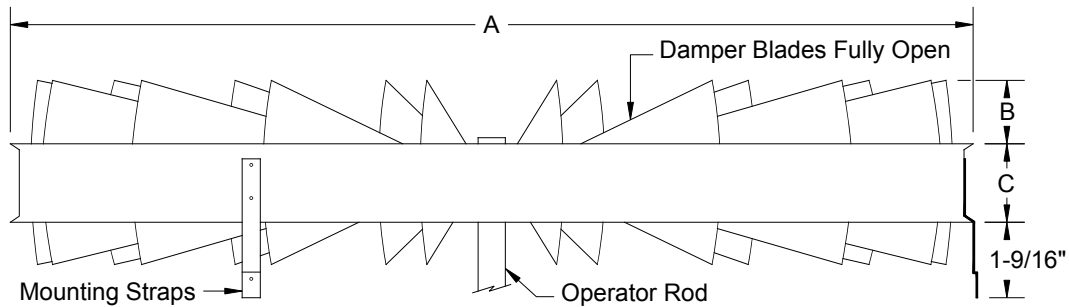 A
Damper Blades Fully Open
B
C
1-9/16"
Mounting Straps
Operator Rod